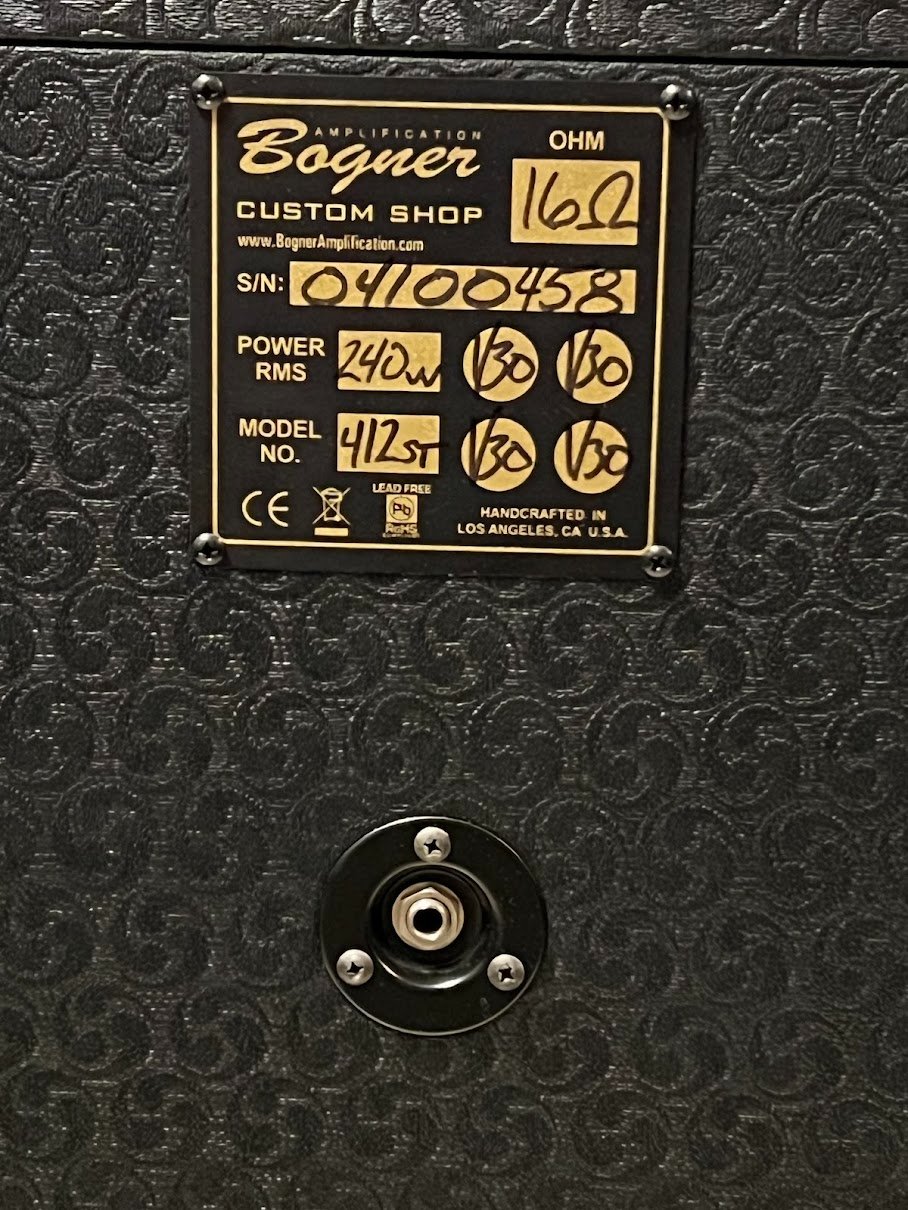 AMPLIFICATION
Bogner
CUSTOM SHOP
www.BognerAmplification.com
OHM
16Ω
S/N: 04100458
POWER RMS 240W V30 V30
MODEL NO. 412ST V30 V30
CE
LEAD FREE
Pb
RoHS
HANDCRAFTED IN
LOS ANGELES, CA U.S.A.